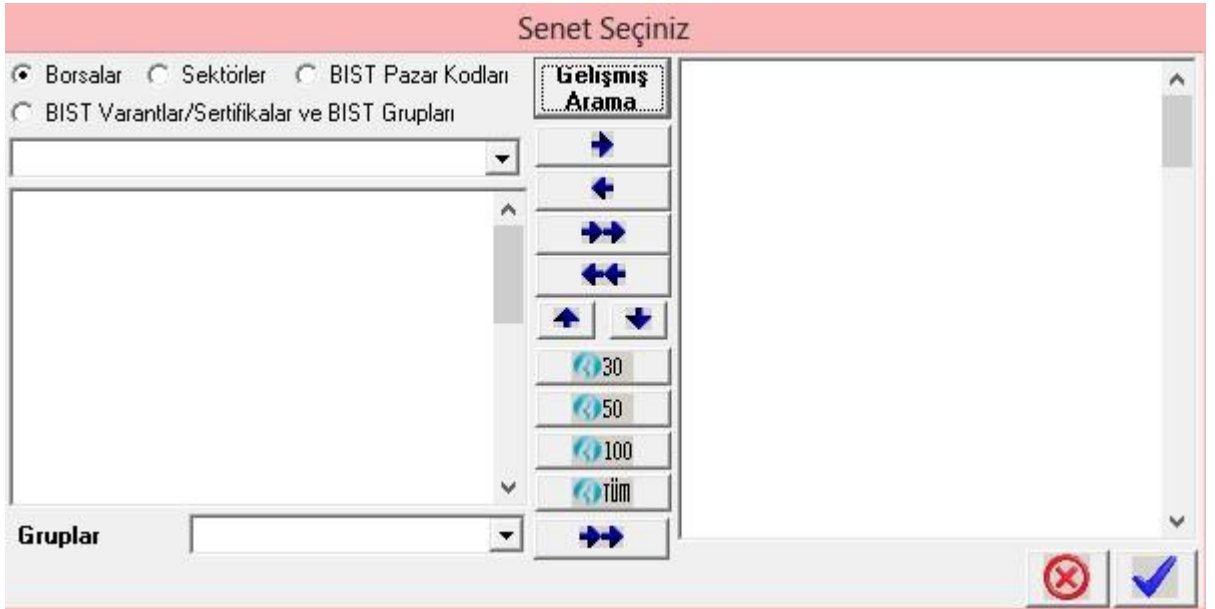 Senet Seçiniz
Borsalar Sektörler BIST Pazar Kodları
BIST Varantlar/Sertifikalar ve BIST Grupları
Gelişmiş
Arama
30
50
100
Tüm
Gruplar